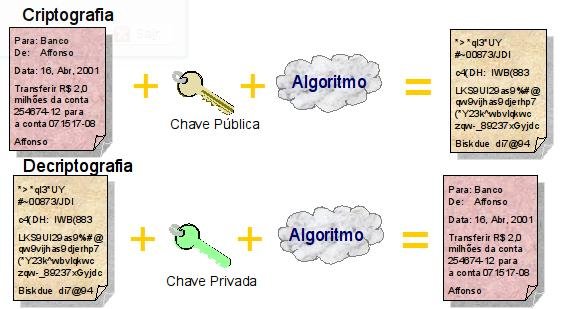 Criptografia
Sair
Para: Banco
De: Affonso
Data: 16, Abr, 2001
Transferir R$ 2,0
milhões da conta
254674-12 para
a conta 071517-08
Affonso
+
Chave Pública
+
Algoritmo
=
*> *ql3*UY
#~00873/JDI
c4(DH: IWB(883
LKS9UI29as9%#@
qw9vijhas9djerhp7
(*Y23k^wbvlqkwc
zqw-_89237xGyjdc
Biskdue di7@94
Decriptografia
*> *ql3*UY
#~00873/JDI
c4(DH: IWB(883
LKS9UI29as9%#@
qw9vijhas9djerhp7
(*Y23k^wbvlqkwc
zqw-_89237xGyjdc
Biskdue di7@94
+
Chave Privada
+
Algoritmo
=
Para: Banco
De: Affonso
Data: 16, Abr, 2001
Transferir R$ 2,0
milhões da conta
254674-12 para
a conta 071517-08
Affonso